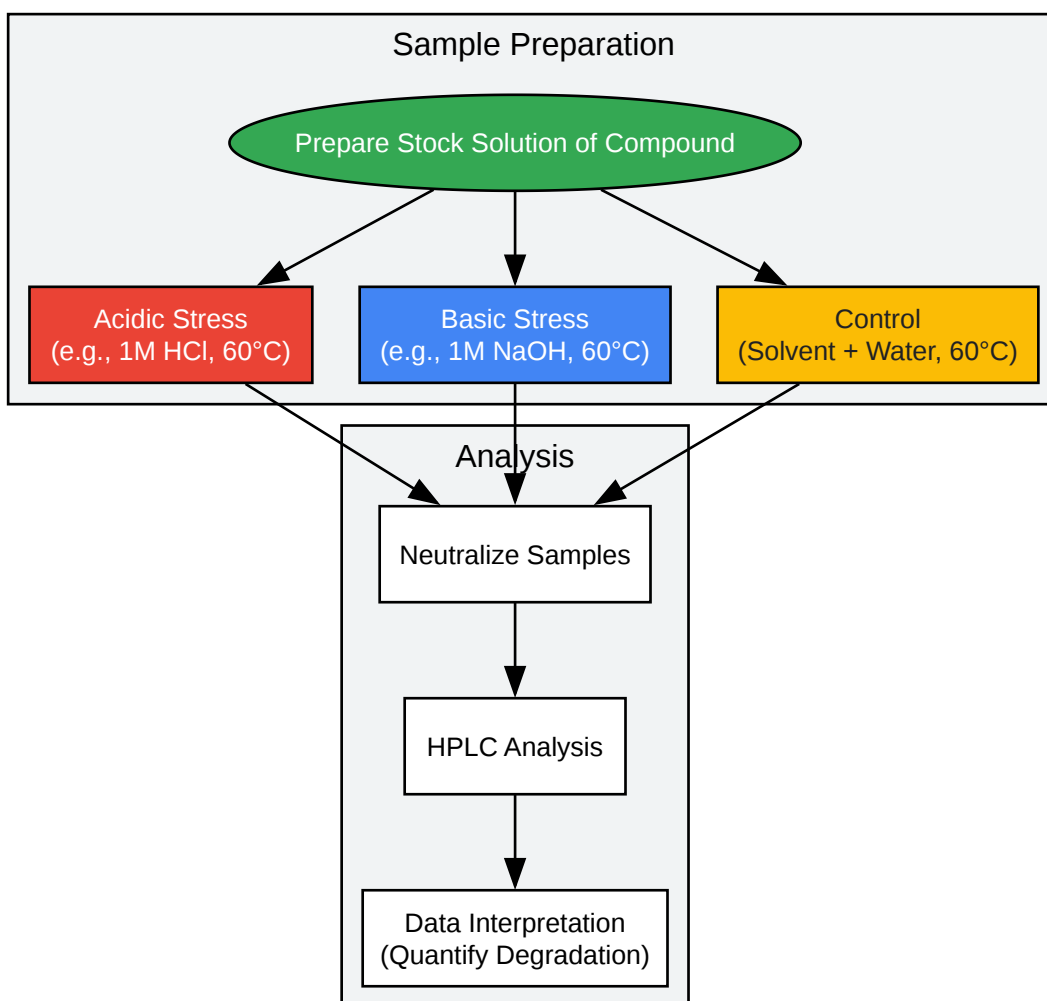 Sample Preparation
Prepare Stock Solution of Compound
Acidic Stress
(e.g., 1M HCl, 60°C)
Basic Stress
(e.g., 1M NaOH, 60°C)
Control
(Solvent + Water, 60°C)
Analysis
Neutralize Samples
HPLC Analysis
Data Interpretation
(Quantify Degradation)